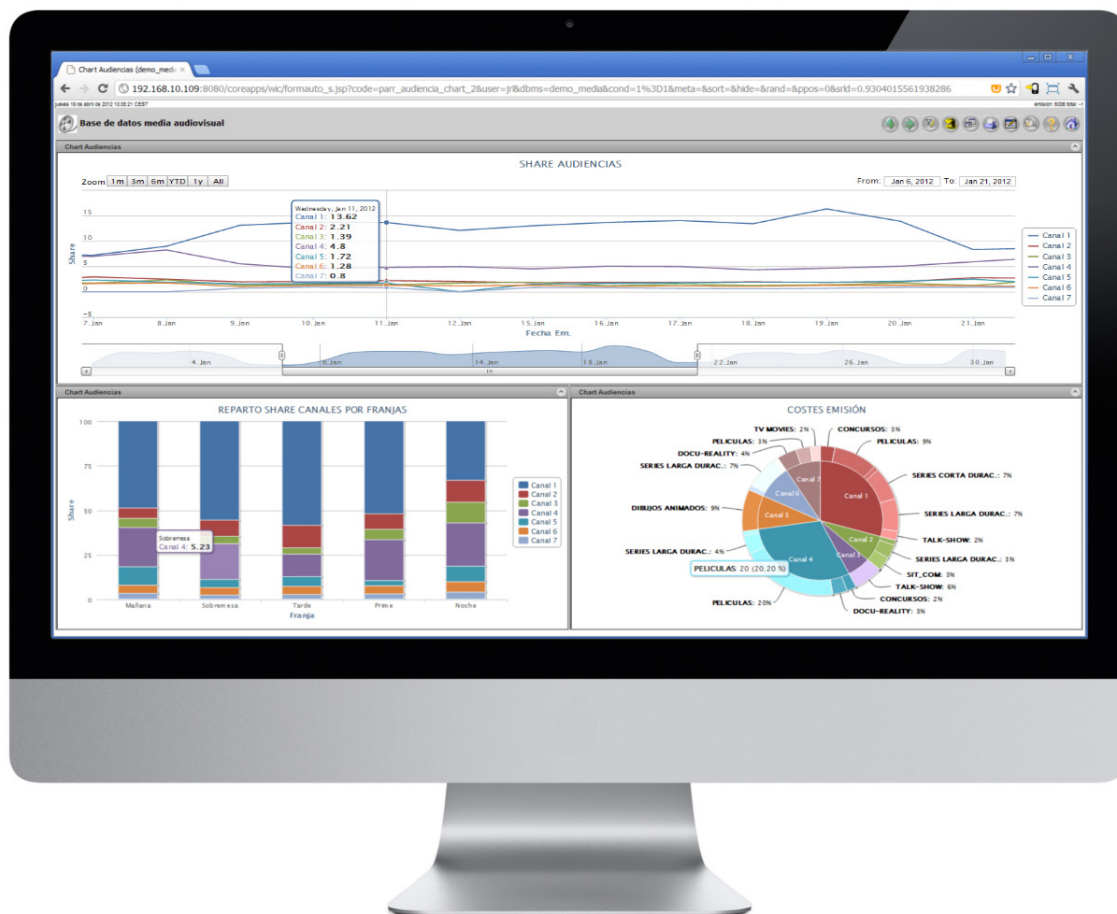 Chart Audiencias (demo_medi
192.168.10.109:8080/coreapps/wic/formauto_s.jsp?code=parr_audiencia_chart_2&user=jrl&dbms=demo_media&cond=1%3D1&meta=&sort=&hide=&rand=&ppos=0&srld=0.9304015561938286
jueves 19 de abril de 2012 10:05:21 CEST
Base de datos media audiovisual
Chart Audiencias
SHARE AUDIENCIAS
Zoom 1m 3m 6m YTD 1y All
From: Jan 6, 2012 To: Jan 21, 2012
Wednesday, Jan 11, 2012
Canal 1: 13.62
Canal 2: 2.21
Canal 3: 1.39
Canal 4: 4.8
Canal 5: 1.72
Canal 6: 1.28
Canal 7: 0.8
15
10
5
0
-5
Share
Canal 1
Canal 2
Canal 3
Canal 4
Canal 5
Canal 6
Canal 7
7. Jan 8. Jan 9. Jan 10. Jan 11. Jan 12. Jan 15. Jan 16. Jan 17. Jan 18. Jan 19. Jan 20. Jan 21. Jan
Fecha Em.
4. Jan 8. Jan 14. Jan 18. Jan 22. Jan 26. Jan 30. Jan
Chart Audiencias
REPARTO SHARE CANALES POR FRANJAS
100
75
50
25
0
Share
Sobremesa
Canal 4: 5.23
Canal 1
Canal 2
Canal 3
Canal 4
Canal 5
Canal 6
Canal 7
Mañana Sobremesa Tarde Prime Noche
Franja
Chart Audiencias
COSTES EMISIÓN
TV MOVIES: 2%
CONCURSOS: 3%
PELICULAS: 3%
PELICULAS: 9%
DOCU-REALITY: 4%
SERIES LARGA DURAC.: 7%
SERIES CORTA DURAC.: 7%
DIBUJOS ANIMADOS: 9%
SERIES LARGA DURAC.: 7%
TALK-SHOW: 2%
SERIES LARGA DURAC.: 4%
SERIES LARGA DURAC.: 3%
PELICULAS: 20 (20.20 %)
SIT_COM: 3%
TALK-SHOW: 6%
PELICULAS: 20%
CONCURSOS: 2%
DOCU-REALITY: 3%
Canal 1
Canal 2
Canal 3
Canal 4
Canal 5
Canal 6
Canal 7